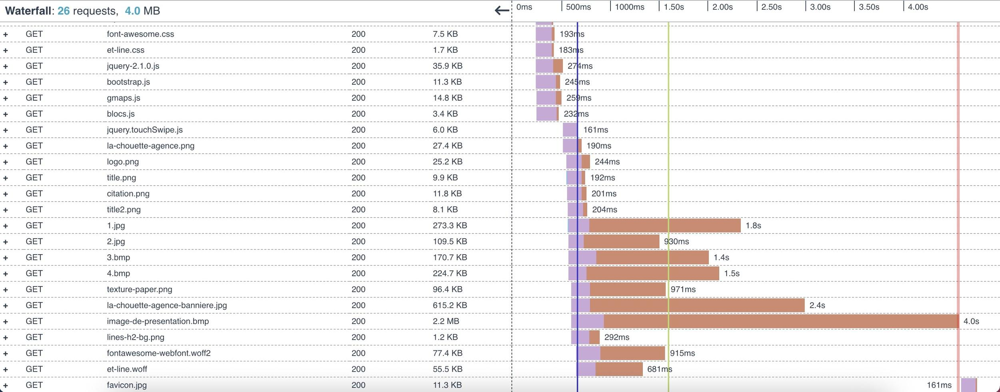 Waterfall: 26 requests, 4.0 MB
0ms 500ms 1000ms 1.50s 2.00s 2.50s 3.00s 3.50s 4.00s
+ GET font-awesome.css 200 7.5 KB 193ms
+ GET et-line.css 200 1.7 KB 183ms
+ GET jquery-2.1.0.js 200 35.9 KB 274ms
+ GET bootstrap.js 200 11.3 KB 245ms
+ GET gmaps.js 200 14.8 KB 259ms
+ GET blocs.js 200 3.4 KB 232ms
+ GET jquery.touchSwipe.js 200 6.0 KB 161ms
+ GET la-chouette-agence.png 200 27.4 KB 190ms
+ GET logo.png 200 25.2 KB 244ms
+ GET title.png 200 9.9 KB 192ms
+ GET citation.png 200 11.8 KB 201ms
+ GET title2.png 200 8.1 KB 204ms
+ GET 1.jpg 200 273.3 KB 1.8s
+ GET 2.jpg 200 109.5 KB 930ms
+ GET 3.bmp 200 170.7 KB 1.4s
+ GET 4.bmp 200 224.7 KB 1.5s
+ GET texture-paper.png 200 96.4 KB 971ms
+ GET la-chouette-agence-banniere.jpg 200 615.2 KB 2.4s
+ GET image-de-presentation.bmp 200 2.2 MB 4.0s
+ GET lines-h2-bg.png 200 1.2 KB 292ms
+ GET fontawesome-webfont.woff2 200 77.4 KB 915ms
+ GET et-line.woff 200 55.5 KB 681ms
+ GET favicon.jpg 200 11.3 KB 161ms